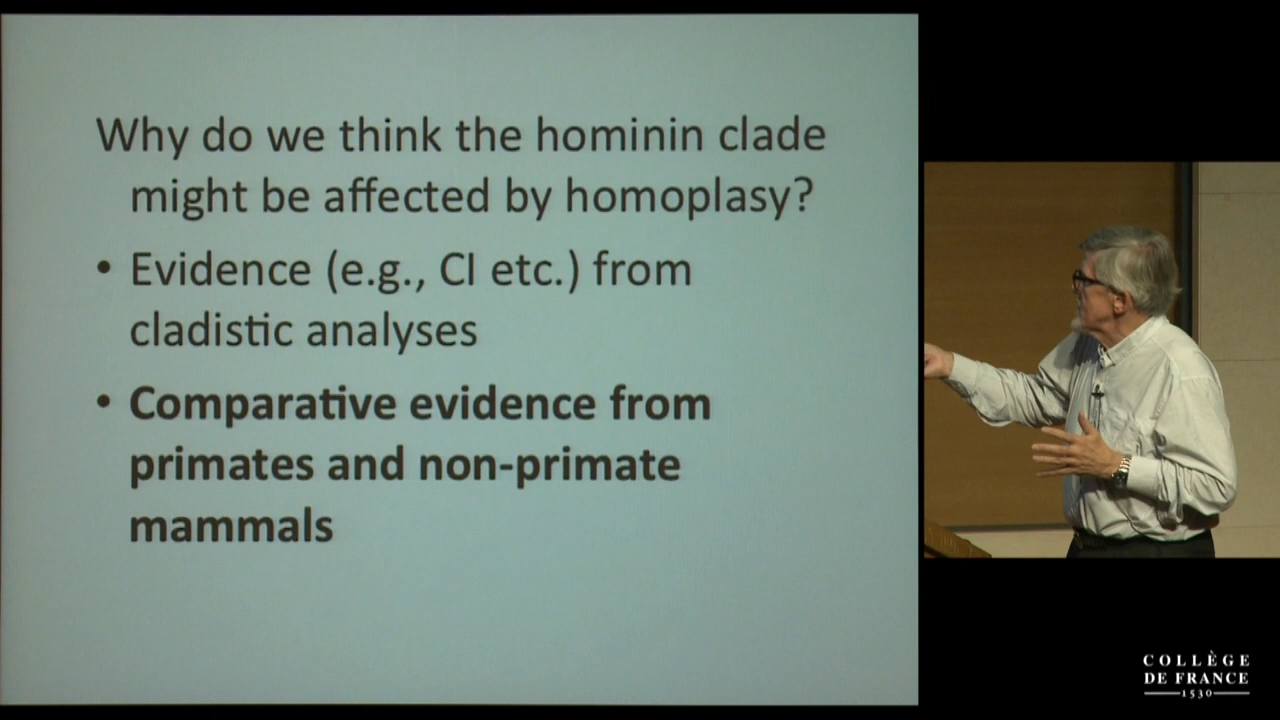 Why do we think the hominin clade
might be affected by homoplasy?
• Evidence (e.g., CI etc.) from
cladistic analyses
• Comparative evidence from
primates and non-primate
mammals
COLLÈGE
DE FRANCE
1530